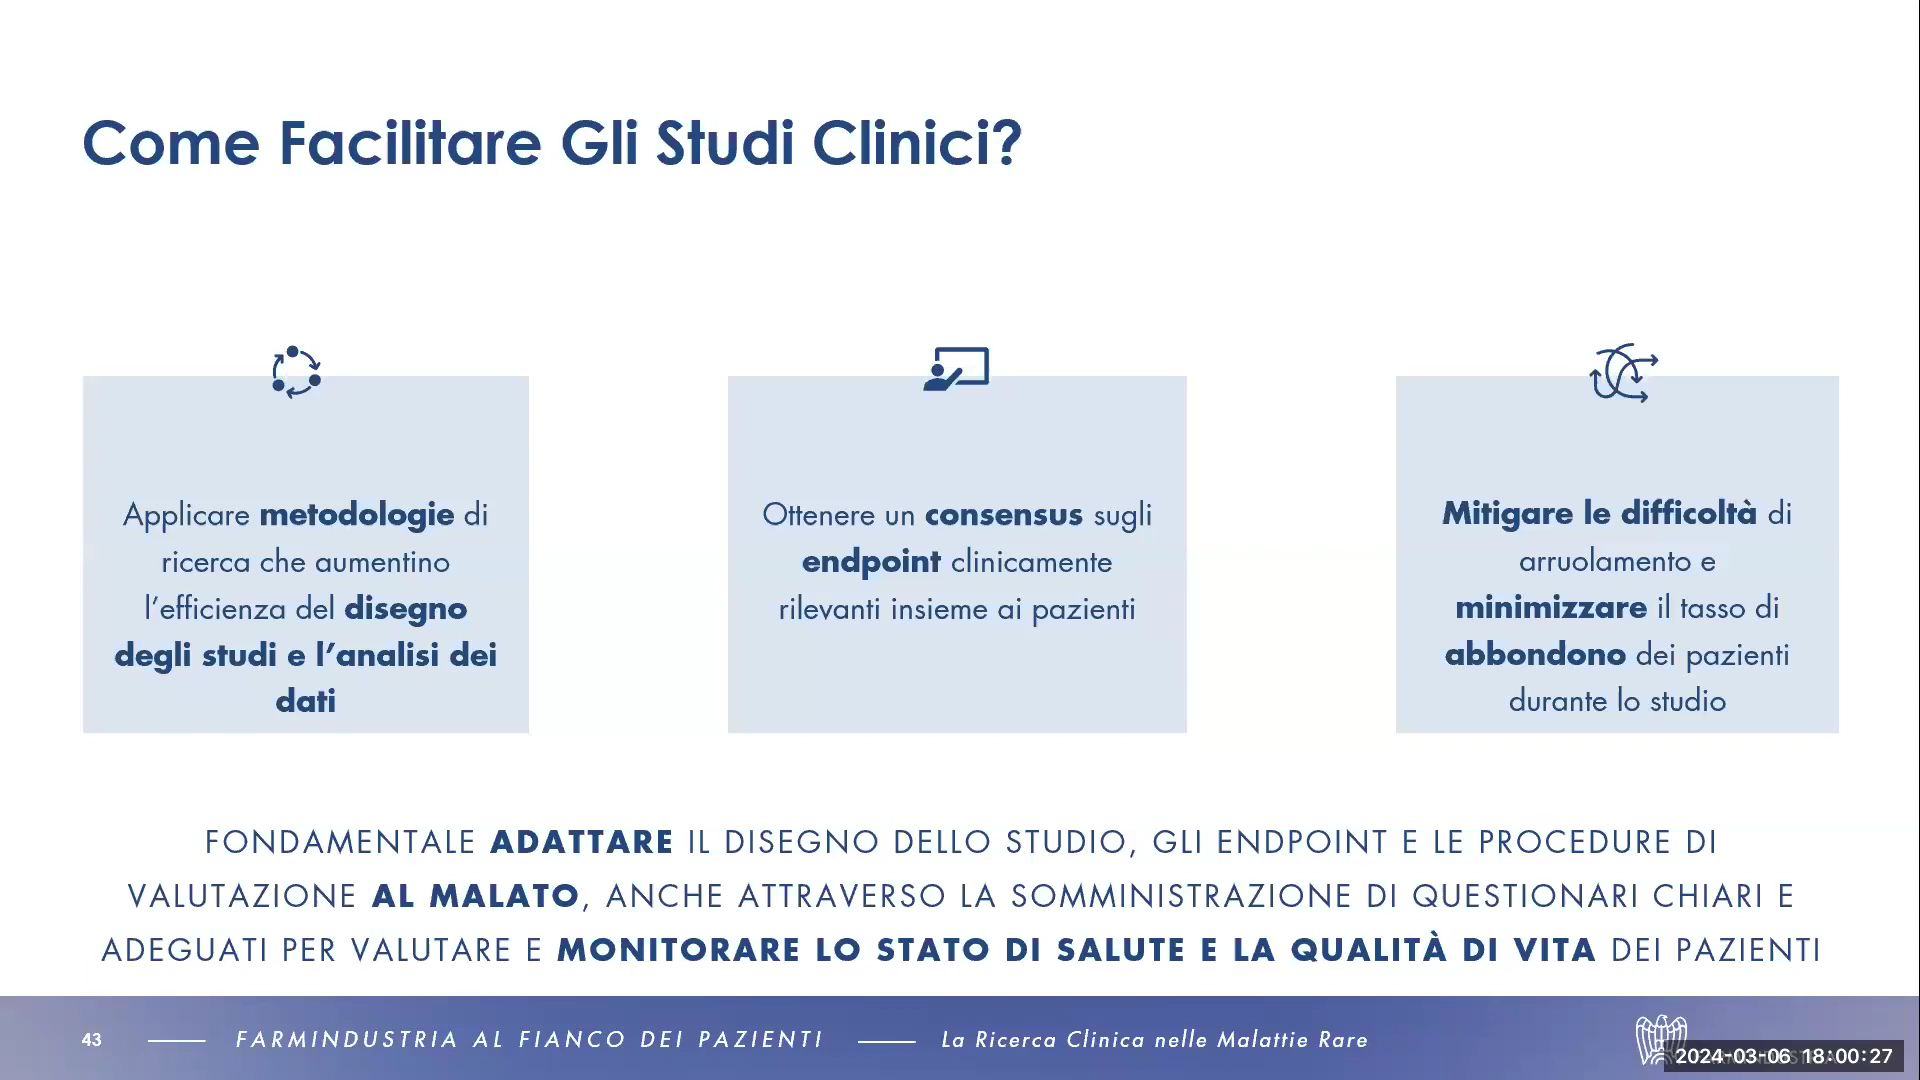 Come Facilitare Gli Studi Clinici?
Applicare metodologie di
ricerca che aumentino
l’efficienza del disegno
degli studi e l’analisi dei
dati
Ottenere un consensus sugli
endpoint clinicamente
rilevanti insieme ai pazienti
Mitigare le difficoltà di
arruolamento e
minimizzare il tasso di
abbondono dei pazienti
durante lo studio
FONDAMENTALE ADATTARE IL DISEGNO DELLO STUDIO, GLI ENDPOINT E LE PROCEDURE DI
VALUTAZIONE AL MALATO, ANCHE ATTRAVERSO LA SOMMINISTRAZIONE DI QUESTIONARI CHIARI E
ADEGUATI PER VALUTARE E MONITORARE LO STATO DI SALUTE E LA QUALITÀ DI VITA DEI PAZIENTI
43
FARMINDUSTRIA AL FIANCO DEI PAZIENTI
La Ricerca Clinica nelle Malattie Rare
2024-03-06 18:00:27